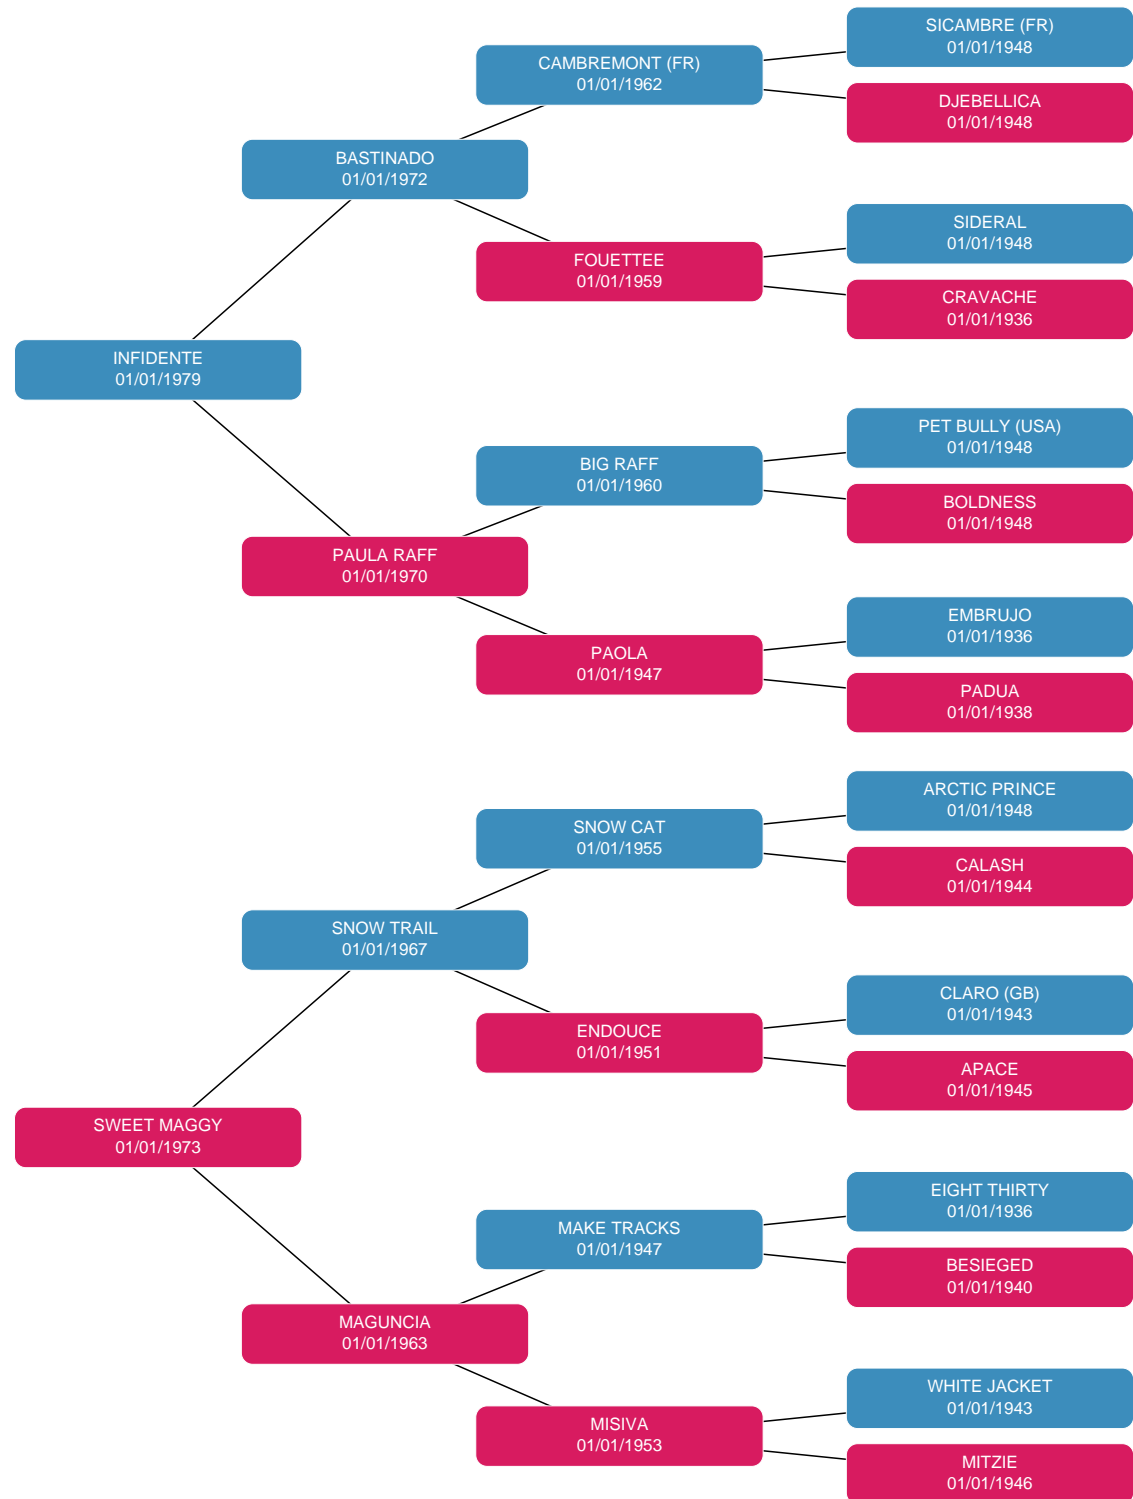 SICAMBRE (FR)
01/01/1948
CAMBREMONT (FR)
01/01/1962
DJEBELLICA
01/01/1948
BASTINADO
01/01/1972
SIDERAL
01/01/1948
FOUETTEE
01/01/1959
CRAVACHE
01/01/1936
INFIDENTE
01/01/1979
PET BULLY (USA)
01/01/1948
BIG RAFF
01/01/1960
BOLDNESS
01/01/1948
PAULA RAFF
01/01/1970
EMBRUJO
01/01/1936
PAOLA
01/01/1947
PADUA
01/01/1938
ARCTIC PRINCE
01/01/1948
SNOW CAT
01/01/1955
CALASH
01/01/1944
SNOW TRAIL
01/01/1967
CLARO (GB)
01/01/1943
ENDOUCE
01/01/1951
APACE
01/01/1945
SWEET MAGGY
01/01/1973
EIGHT THIRTY
01/01/1936
MAKE TRACKS
01/01/1947
BESIEGED
01/01/1940
MAGUNCIA
01/01/1963
WHITE JACKET
01/01/1943
MISIVA
01/01/1953
MITZIE
01/01/1946